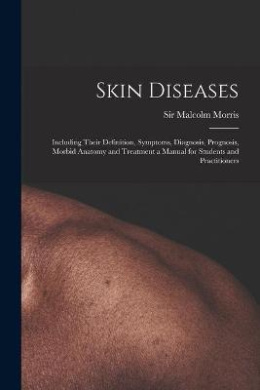 Skin Diseases
Sir Malcolm Morris
Including Their Definition, Symptoms, Diagnosis, Prognosis,
Morbid Anatomy and Treatment a Manual for Students and
Practitioners